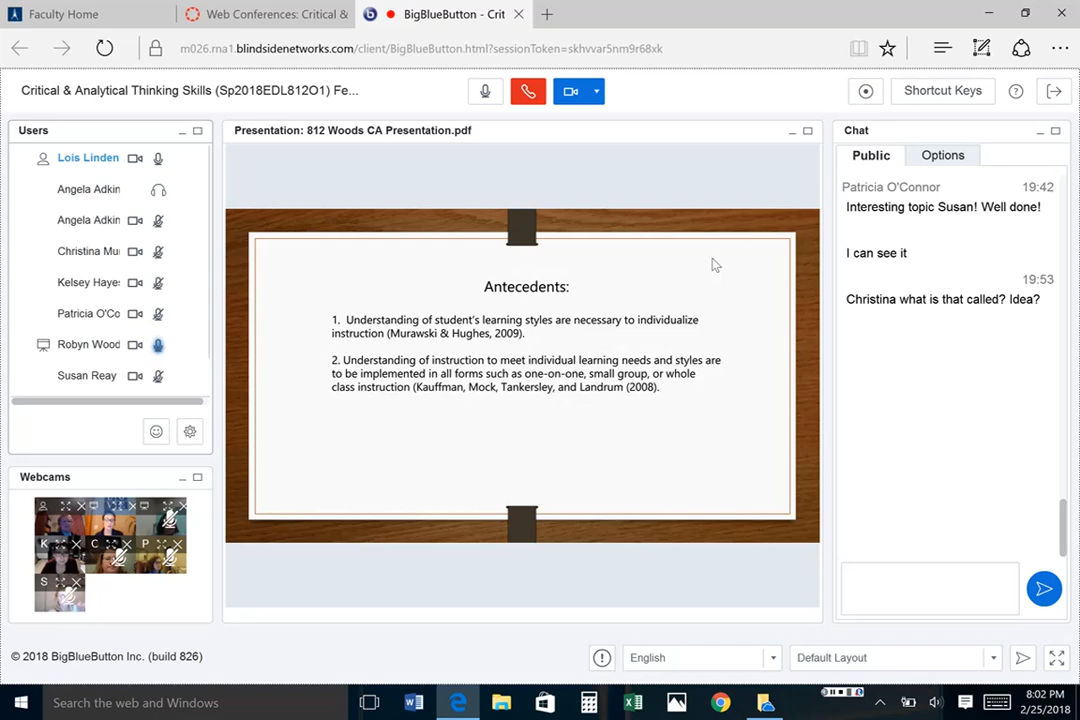 Faculty Home
Web Conferences: Critical &
BigBlueButton - Crit
m026.rna1.blindsidenetworks.com/client/BigBlueButton.html?sessionToken=skhvvar5nm9r68xk
Critical & Analytical Thinking Skills (Sp2018EDL812O1) Fe...
Shortcut Keys
Users
Lois Linden
Angela Adkin
Angela Adkin
Christina Mu
Kelsey Haye
Patricia O'Co
Robyn Wood
Susan Reay
Webcams
K C P
S
Presentation: 812 Woods CA Presentation.pdf
Antecedents:
1. Understanding of student's learning styles are necessary to individualize
instruction (Murawski & Hughes, 2009).
2. Understanding of instruction to meet individual learning needs and styles are
to be implemented in all forms such as one-on-one, small group, or whole
class instruction (Kauffman, Mock, Tankersley, and Landrum (2008).
Chat
Public Options
Patricia O'Connor 19:42
Interesting topic Susan! Well done!
I can see it
19:53
Christina what is that called? Idea?
© 2018 BigBlueButton Inc. (build 826)
English
Default Layout
Search the web and Windows
8:02 PM
2/25/2018